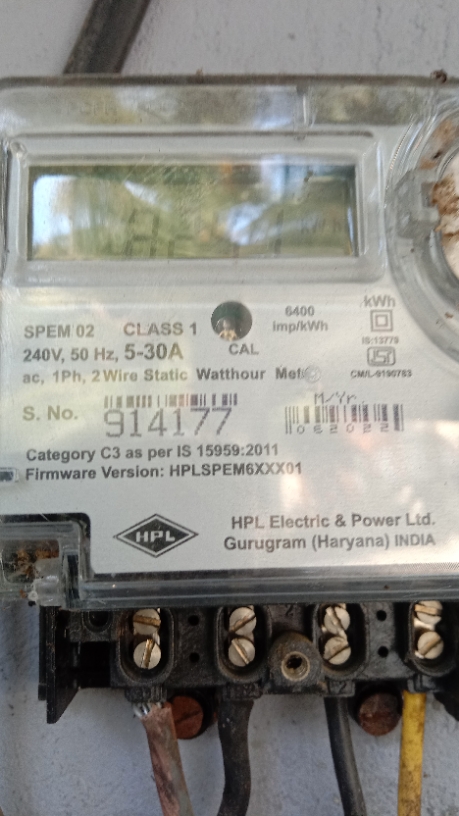 SPEM 02 CLASS 1
6400
imp/kWh
CAL
kWh
IS:13779
CM/L-9190763
240V, 50 Hz, 5-30A
ac, 1Ph, 2 Wire Static Watthour
S. No. 914177
M/Yr.
062022
Category C3 as per IS 15959:2011
Firmware Version: HPLSPEM6XXX01
HPL
HPL Electric & Power Ltd.
Gurugram (Haryana) INDIA